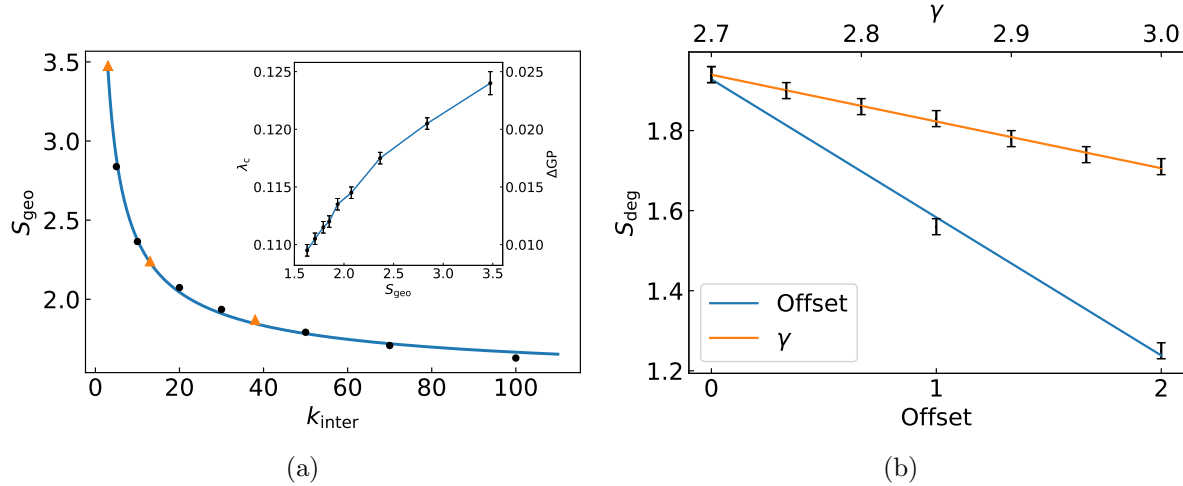 3.5
3.0
2.5
2.0
S_geo
0 20 40 60 80 100
k_inter
0.125
0.120
0.115
0.110
λ_c
0.025
0.020
0.015
0.010
ΔGP
1.5 2.0 2.5 3.0 3.5
S_geo
(a)
γ
2.7 2.8 2.9 3.0
1.8
1.6
1.4
1.2
S_deg
Offset
γ
0 1 2
Offset
(b)